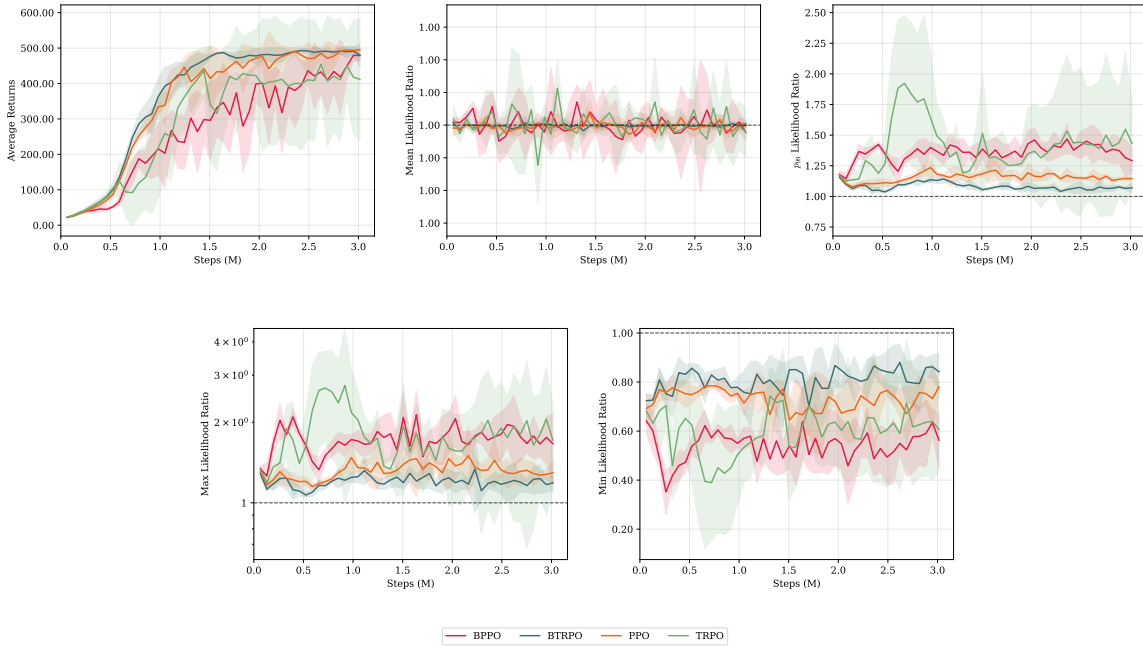 600.00
500.00
400.00
300.00
200.00
100.00
0.00
Average Returns
0.0 0.5 1.0 1.5 2.0 2.5 3.0
Steps (M)
1.00
1.00
1.00
1.00
1.00
1.00
1.00
Mean Likelihood Ratio
0.0 0.5 1.0 1.5 2.0 2.5 3.0
Steps (M)
2.50
2.25
2.00
1.75
1.50
1.25
1.00
0.75
p₉₀ Likelihood Ratio
0.0 0.5 1.0 1.5 2.0 2.5 3.0
Steps (M)
4 × 10⁰
3 × 10⁰
2 × 10⁰
1
Max Likelihood Ratio
0.0 0.5 1.0 1.5 2.0 2.5 3.0
Steps (M)
1.00
0.80
0.60
0.40
0.20
Min Likelihood Ratio
0.0 0.5 1.0 1.5 2.0 2.5 3.0
Steps (M)
BPPO BTRPO PPO TRPO